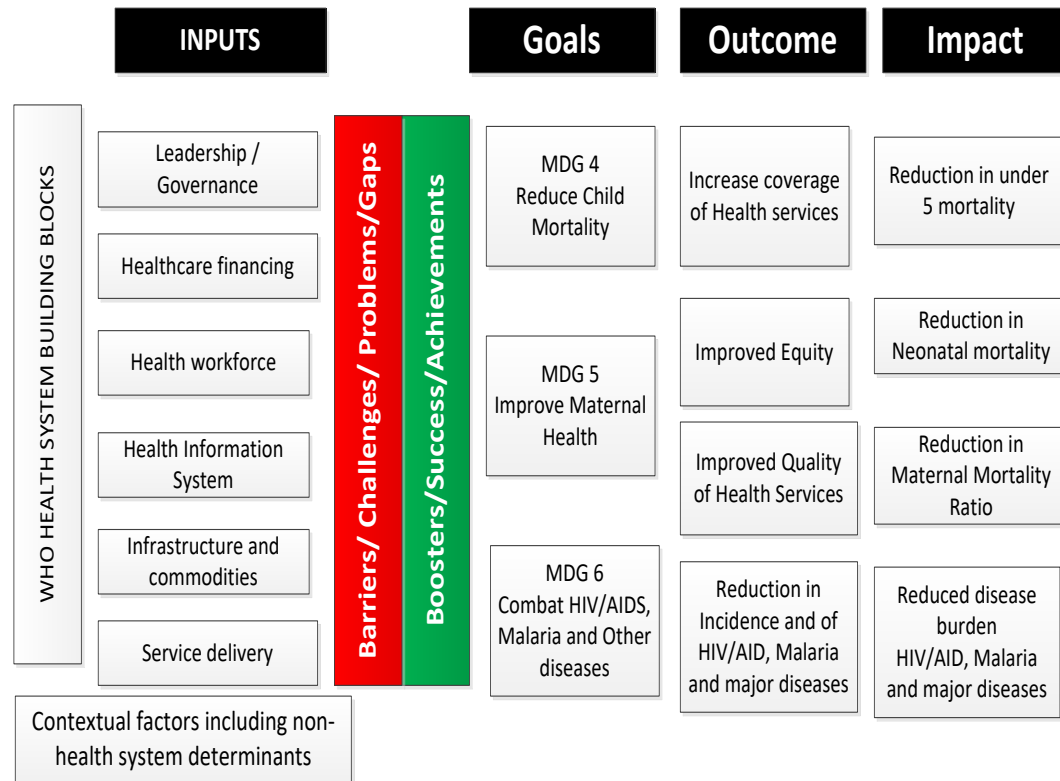 INPUTS
Goals
Outcome
Impact
WHO HEALTH SYSTEM BUILDING BLOCKS
Leadership /
Governance
Healthcare financing
Health workforce
Health Information
System
Infrastructure and
commodities
Service delivery
Contextual factors including non-
health system determinants
Barriers/ Challenges/ Problems/Gaps
Boosters/Success/Achievements
MDG 4
Reduce Child
Mortality
MDG 5
Improve Maternal
Health
MDG 6
Combat HIV/AIDS,
Malaria and Other
diseases
Increase coverage
of Health services
Improved Equity
Improved Quality
of Health Services
Reduction in
Incidence and of
HIV/AID, Malaria
and major diseases
Reduction in under
5 mortality
Reduction in
Neonatal mortality
Reduction in
Maternal Mortality
Ratio
Reduced disease
burden
HIV/AID, Malaria
and major diseases